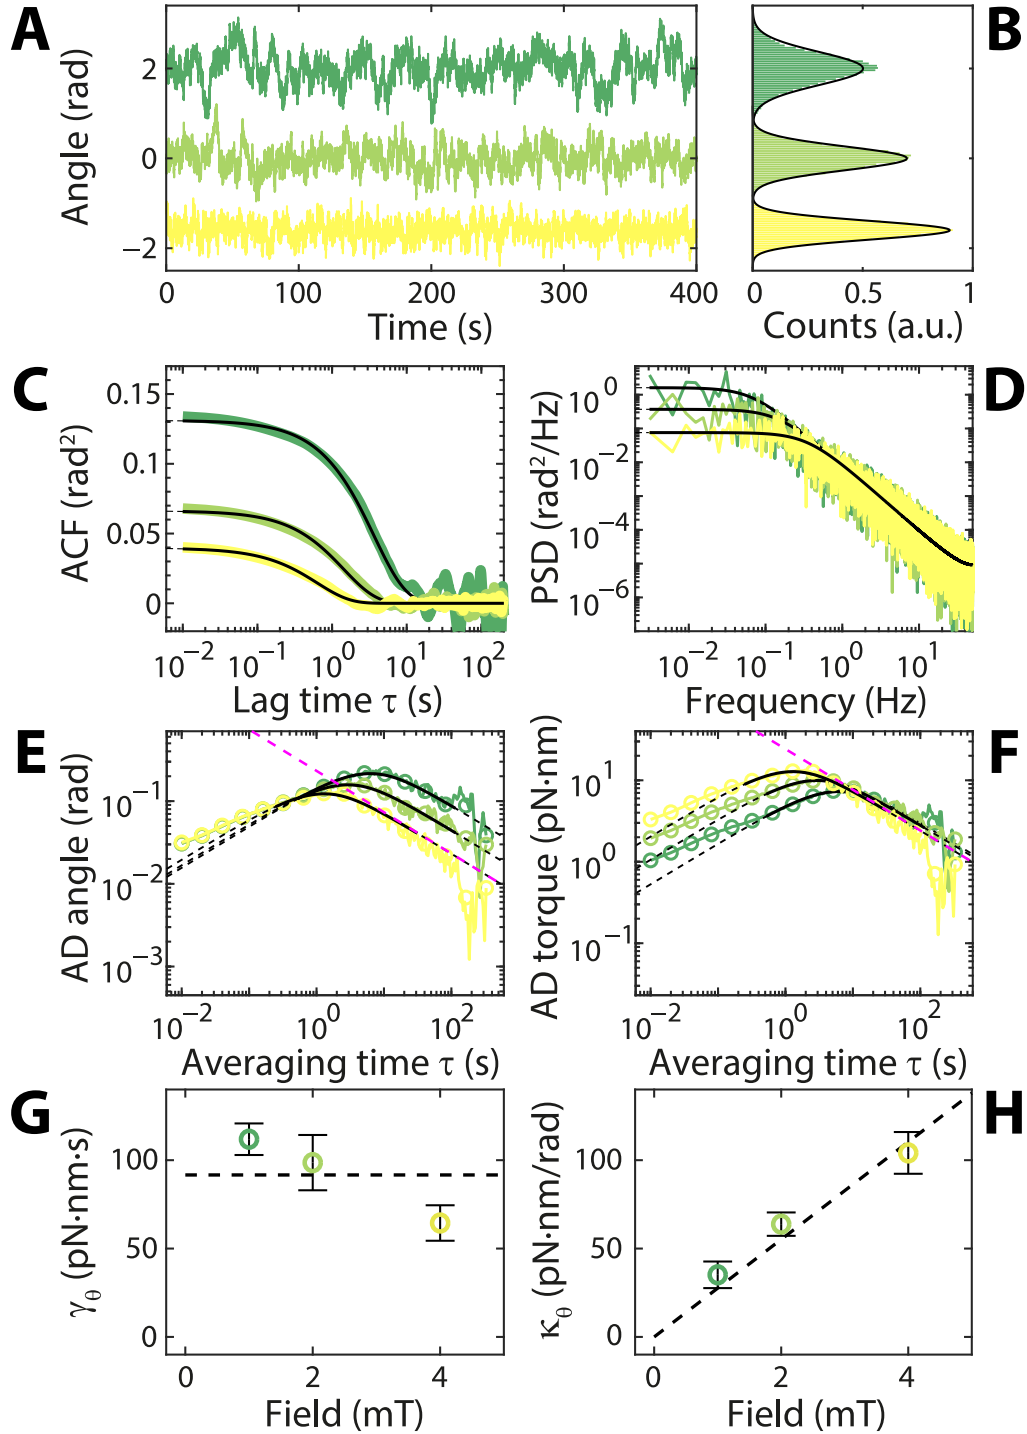 A
Angle (rad)
2
0
−2
0
100
200
300
400
Time (s)
B
0
0.5
1
Counts (a.u.)
C
ACF (rad²)
0.15
0.1
0.05
0
10⁻²
10⁻¹
10⁰
10¹
10²
Lag time τ (s)
D
PSD (rad²/Hz)
10⁰
10⁻²
10⁻⁴
10⁻⁶
10⁻²
10⁻¹
10⁰
10¹
Frequency (Hz)
E
AD angle (rad)
10⁻¹
10⁻²
10⁻³
10⁻²
10⁰
10²
Averaging time τ (s)
F
AD torque (pN·nm)
10¹
10⁰
10⁻¹
10⁻²
10⁰
10²
Averaging time τ (s)
G
γθ (pN·nm·s)
100
50
0
0
2
4
Field (mT)
H
κθ (pN·nm/rad)
100
50
0
0
2
4
Field (mT)